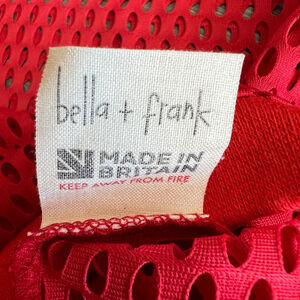 bella + frank
MADE IN
BRITAIN
KEEP AWAY FROM FIRE